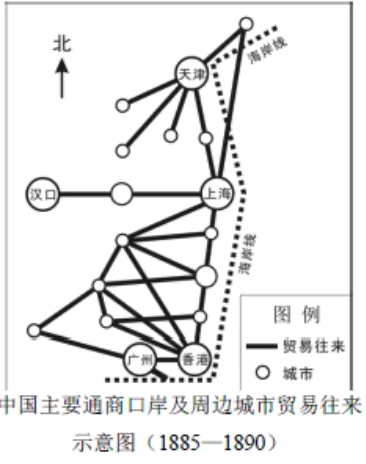 北
海岸线
天津
汉口
上海
海岸线
图例
贸易往来
城市
广州
香港
中国主要通商口岸及周边城市贸易往来
示意图（1885—1890）